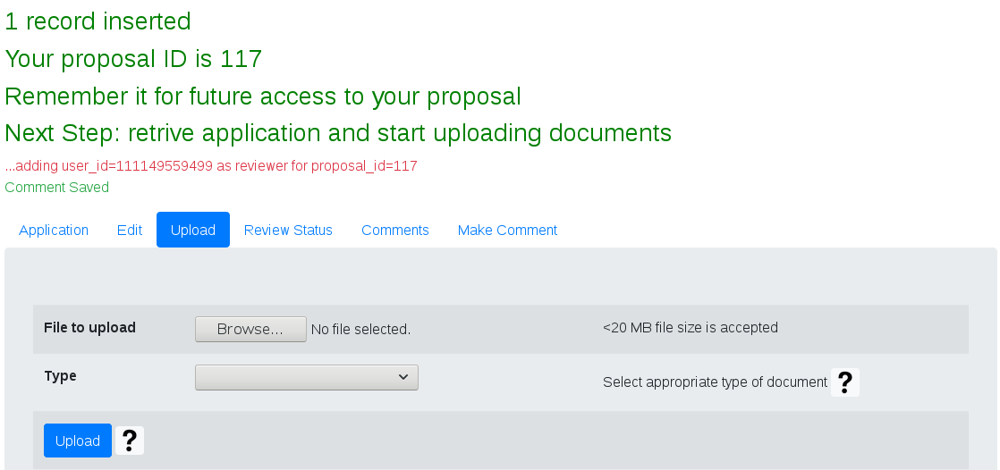 1 record inserted
Your proposal ID is 117
Remember it for future access to your proposal
Next Step: retrive application and start uploading documents
...adding user_id=111149559499 as reviewer for proposal_id=117
Comment Saved
Application Edit Upload Review Status Comments Make Comment
File to upload Browse... No file selected. <20 MB file size is accepted
Type Select appropriate type of document ?
Upload ?